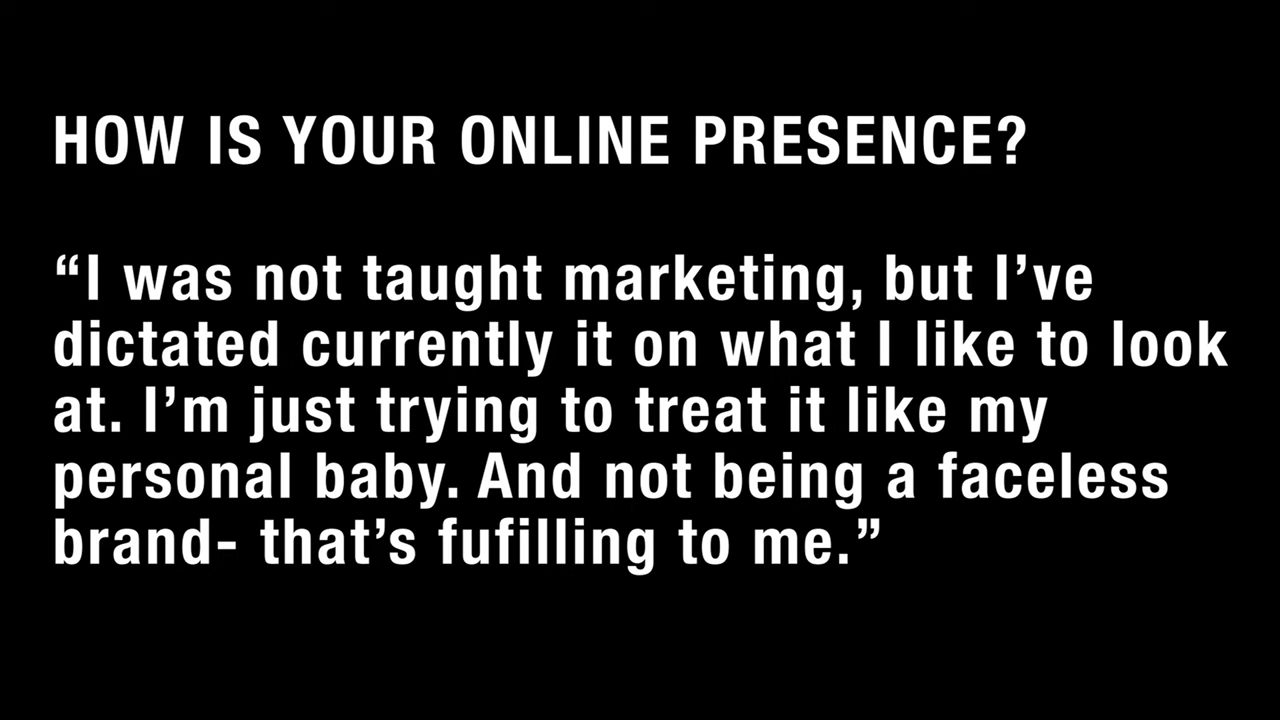 HOW IS YOUR ONLINE PRESENCE?
“I was not taught marketing, but I’ve
dictated currently it on what I like to look
at. I’m just trying to treat it like my
personal baby. And not being a faceless
brand- that’s fufilling to me.”